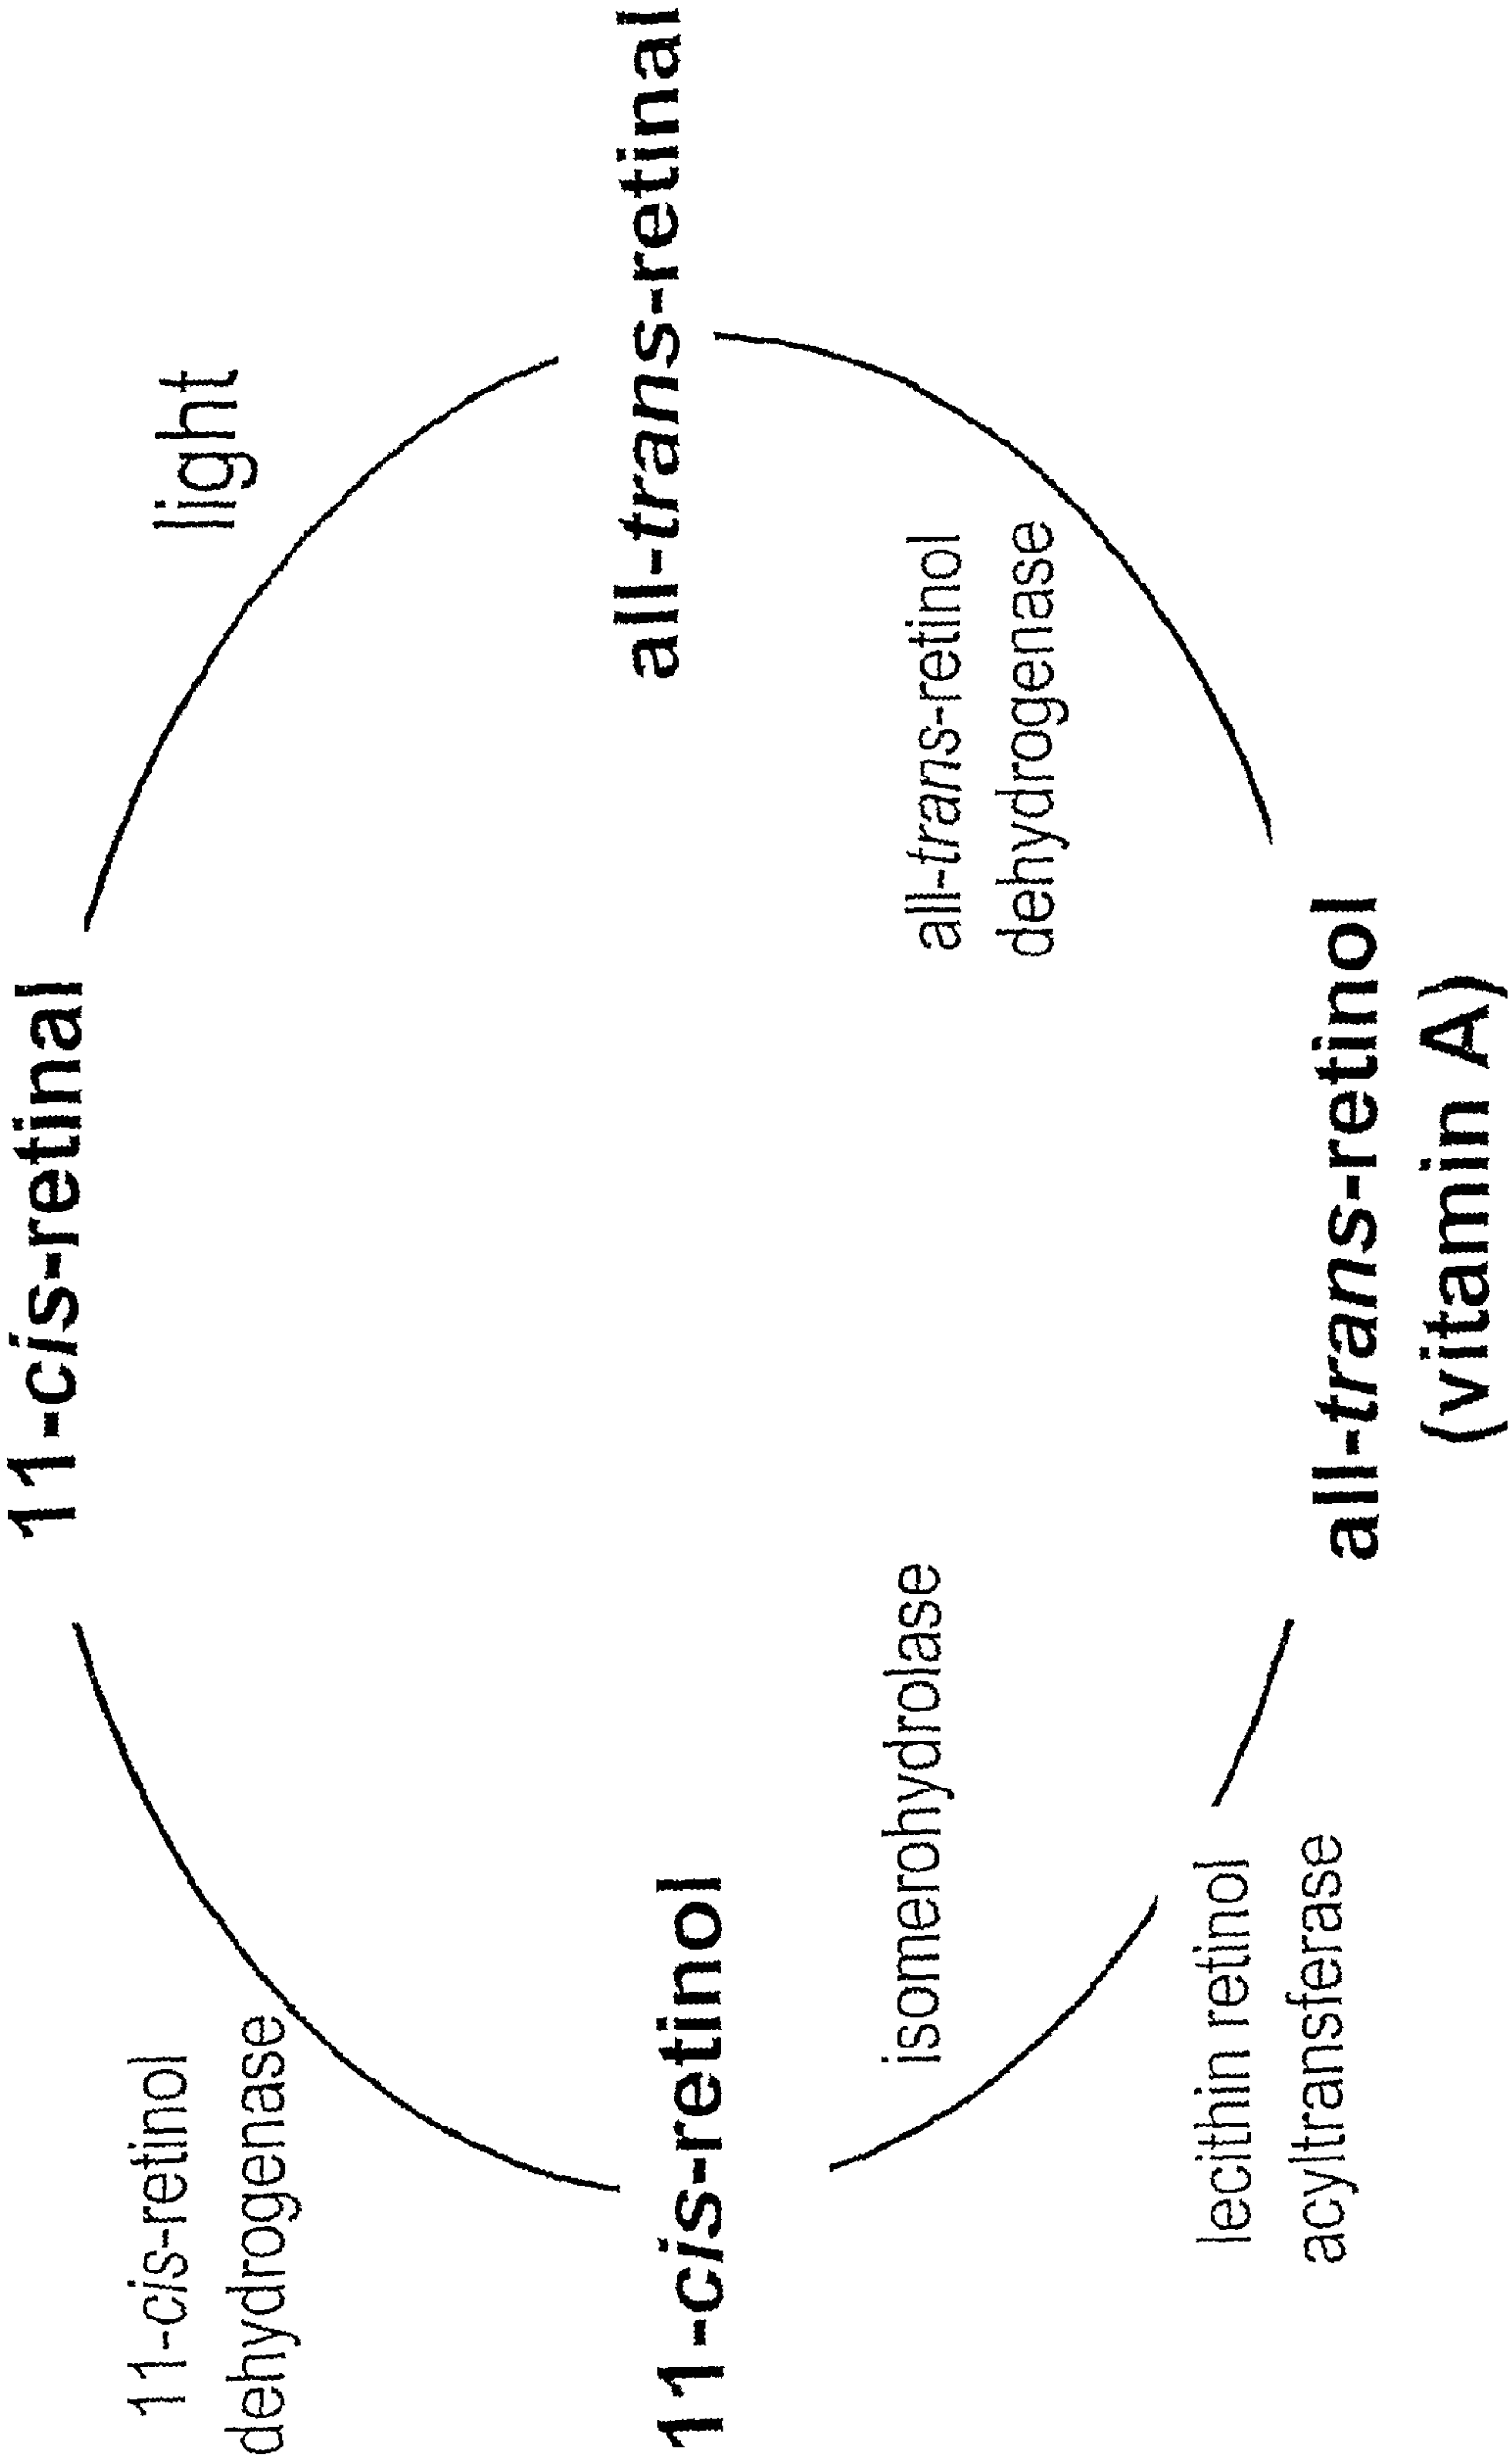 11-cis-retinal
light
all-trans-retinal
all-trans-retinol
dehydrogenase
all-trans-retinol
(vitamin A)
lecithin retinol
acyltransferase
isomerohydrolase
11-cis-retinol
11-cis-retinol
dehydrogenase